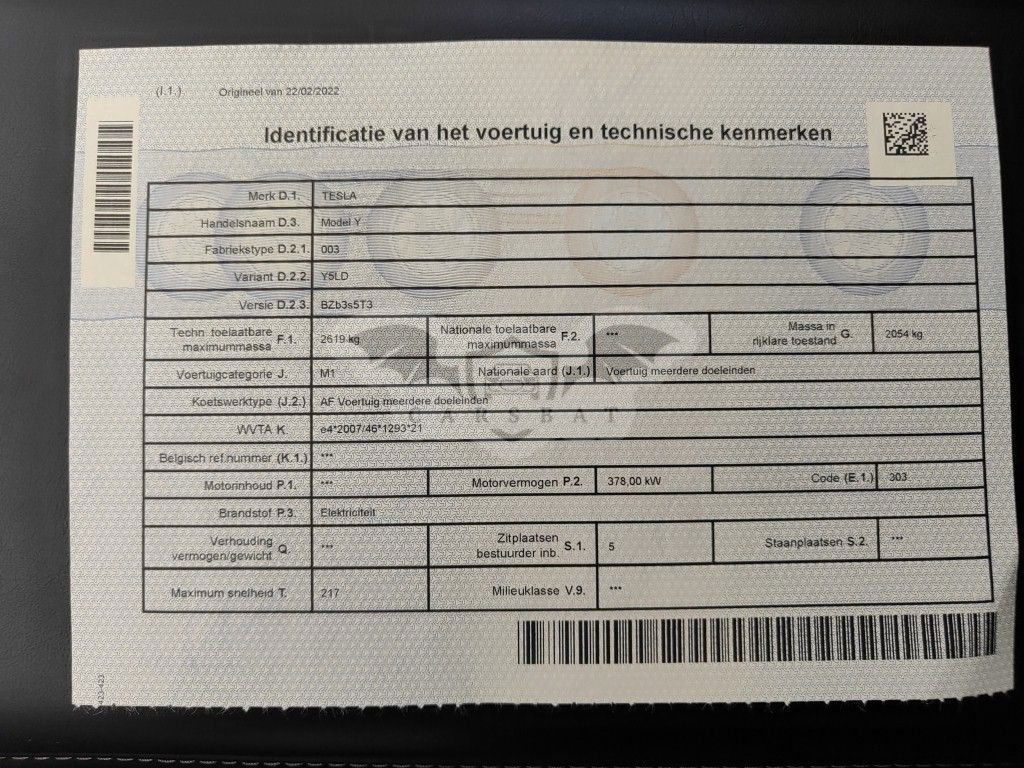 (I.1.) Origineel van 22/02/2022
Identificatie van het voertuig en technische kenmerken
Merk D.1. TESLA
Handelsnaam D.3. Model Y
Fabriekstype D.2.1. 003
Variant D.2.2. Y5LD
Versie D.2.3. BZb3s5T3
Techn. toelaatbare maximummassa F.1. 2619 kg Nationale toelaatbare maximummassa F.2. *** Massa in rijklare toestand G. 2054 kg
Voertuigcategorie J. M1 Nationale aard (J.1.) Voertuig meerdere doeleinden
Koetswerktype (J.2.) AF Voertuig meerdere doeleinden
CARSBAT
WVTA K e4*2007/46*1293*21
Belgisch ref.nummer (K.1.) ***
Motorinhoud P.1. *** Motorvermogen P.2. 378,00 kW Code (E.1.) 303
Brandstof P.3. Elektriciteit
Verhouding vermogen/gewicht Q. *** Zitplaatsen bestuurder inb. S.1. 5 Staanplaatsen S.2. ***
Maximum snelheid T. 217 Milieuklasse V.9. ***
423-423